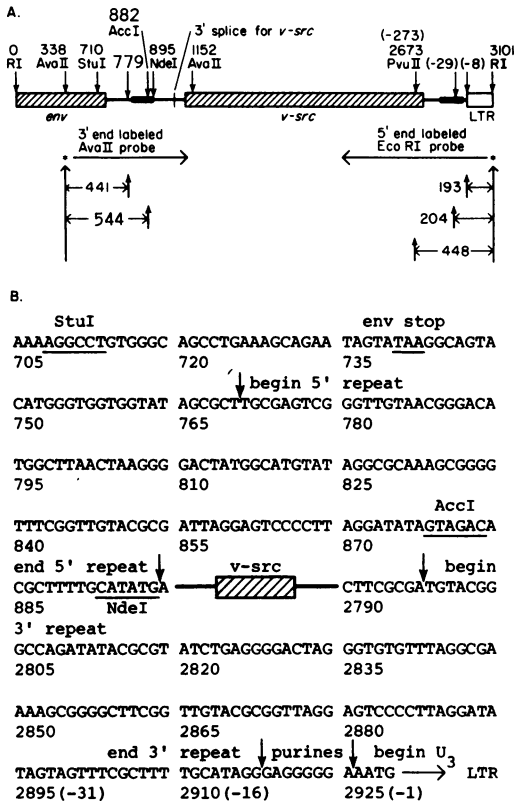 A.
882
AccI
3' splice for v-src
(-273)
0
RI
338
AvaII
710
StuI
779
895
NdeI
1152
AvaII
2673
PvuII
(-29)
(-8)
3101
RI
env
v-src
LTR
3' end labeled
AvaII probe
5' end labeled
Eco RI probe
441
193
544
204
448
B.
StuI
env stop
AAAAGGCCTGTGGGC AGCCTGAAAGCAGAA TAGTATAAGGCAGTA
705 720 735
begin 5' repeat
CATGGGTGGTGGTAT AGCGCTTGCGAGTCG GGTTGTAACGGGACA
750 765 780
TGGCTTAACTAAGGG GACTATGGCATGTAT AGGCGCAAAGCGGGG
795 810 825
AccI
TTTCGGTTGTACGCG ATTAGGAGTCCCCTT AGGATATAGTAGACA
840 855 870
end 5' repeat v-src begin
CGCTTTTGCATATGA CTTCGCGATGTACGG
885 NdeI 2790
3' repeat
GCCAGATATACGCGT ATCTGAGGGGACTAG GGTGTGTTTAGGCGA
2805 2820 2835
AAAGCGGGGCTTCGG TTGTACGCGGTTAGG AGTCCCCTTAGGATA
2850 2865 2880
end 3' repeat purines begin U3
TAGTAGTTTCGCTTT TGCATAGGGAGGGGG AAATG LTR
2895(-31) 2910(-16) 2925(-1)